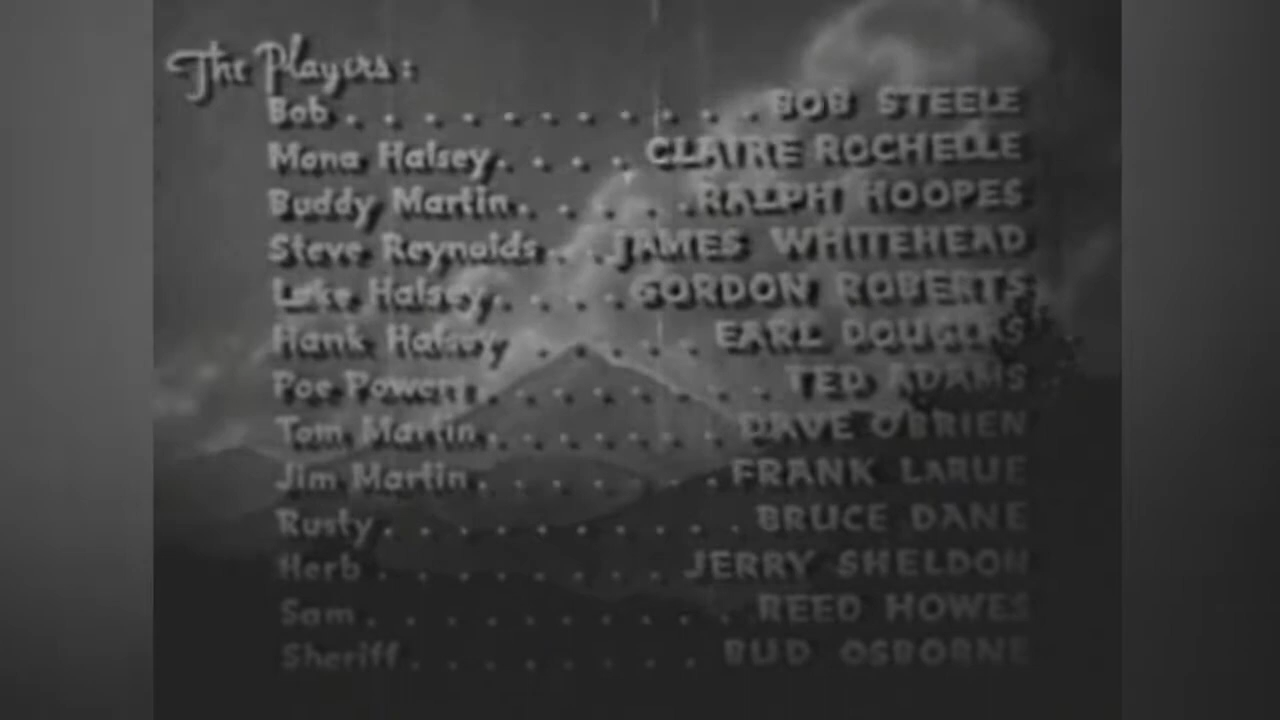 The Players:
Bob . . . . . . . . . . . . BOB STEELE
Mona Halsey . . . . CLAIRE ROCHELLE
Buddy Martin . . . . . RALPH HOOPES
Steve Reynolds . . JAMES WHITEHEAD
Luke Halsey . . . . GORDON ROBERTS
Hank Halsey . . . . . EARL DOUGLAS
Poe Powers . . . . . . . . TED ADAMS
Tom Martin . . . . . . DAVE O'BRIEN
Jim Martin . . . . . . FRANK LARUE
Rusty . . . . . . . . . . BRUCE DANE
Herb . . . . . . . . JERRY SHELDON
Sam . . . . . . . . . . REED HOWES
Sheriff . . . . . . . . BUD OSBORNE